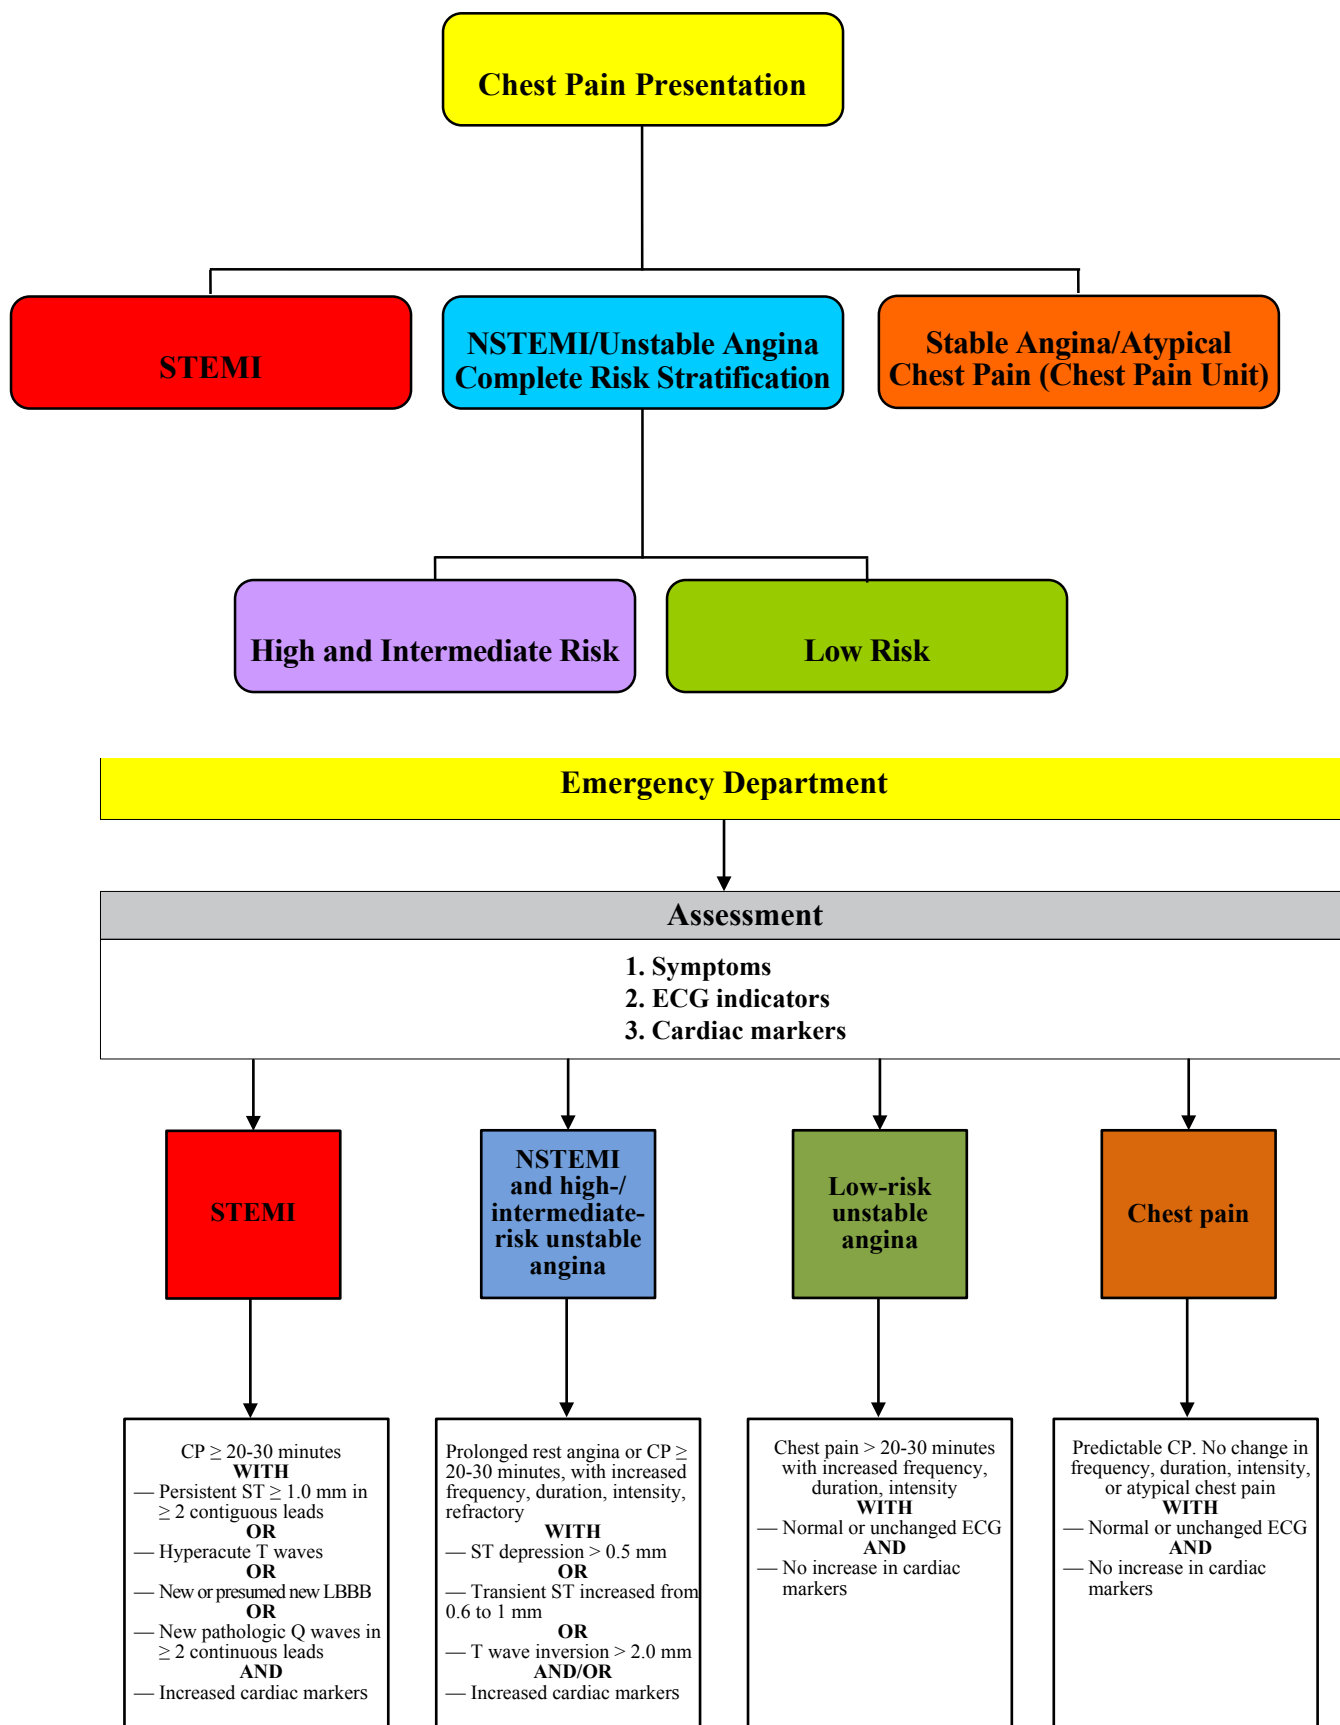 Chest Pain Presentation
STEMI
NSTEMI/Unstable Angina
Complete Risk Stratification
Stable Angina/Atypical
Chest Pain (Chest Pain Unit)
High and Intermediate Risk
Low Risk
Emergency Department
Assessment
1. Symptoms
2. ECG indicators
3. Cardiac markers
STEMI
NSTEMI
and high-/
intermediate-
risk unstable
angina
Low-risk
unstable
angina
Chest pain
CP ≥ 20-30 minutes
WITH
— Persistent ST ≥ 1.0 mm in
≥ 2 contiguous leads
OR
— Hyperacute T waves
OR
— New or presumed new LBBB
OR
— New pathologic Q waves in
≥ 2 continuous leads
AND
— Increased cardiac markers
Prolonged rest angina or CP ≥
20-30 minutes, with increased
frequency, duration, intensity,
refractory
WITH
— ST depression > 0.5 mm
OR
— Transient ST increased from
0.6 to 1 mm
OR
— T wave inversion > 2.0 mm
AND/OR
— Increased cardiac markers
Chest pain > 20-30 minutes
with increased frequency,
duration, intensity
WITH
— Normal or unchanged ECG
AND
— No increase in cardiac
markers
Predictable CP. No change in
frequency, duration, intensity,
or atypical chest pain
WITH
— Normal or unchanged ECG
AND
— No increase in cardiac
markers